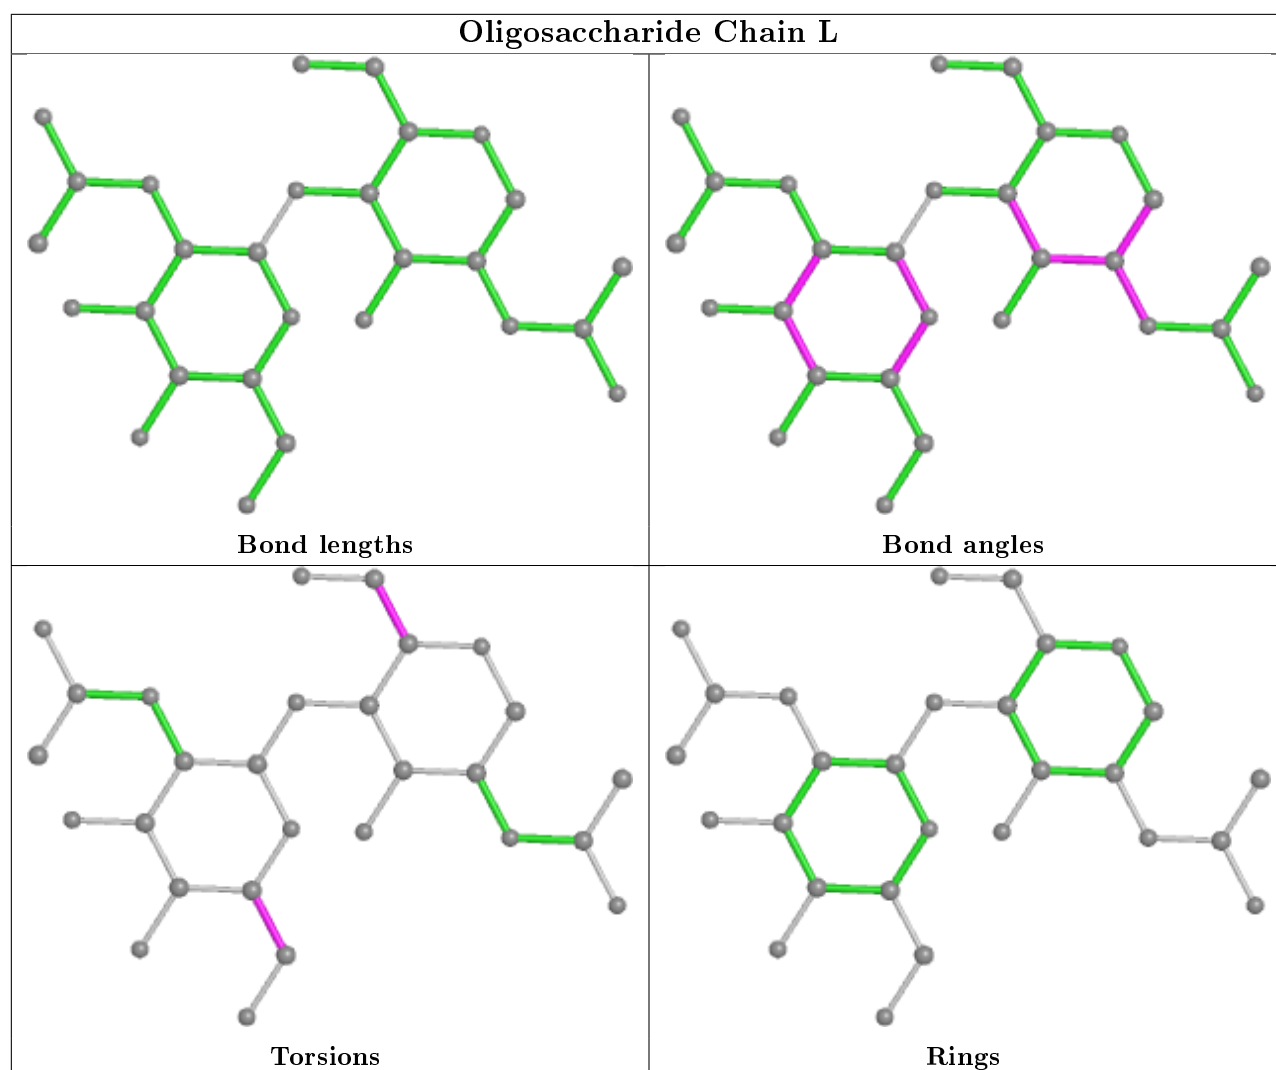 Oligosaccharide Chain L
Bond lengths
Bond angles
Torsions
Rings